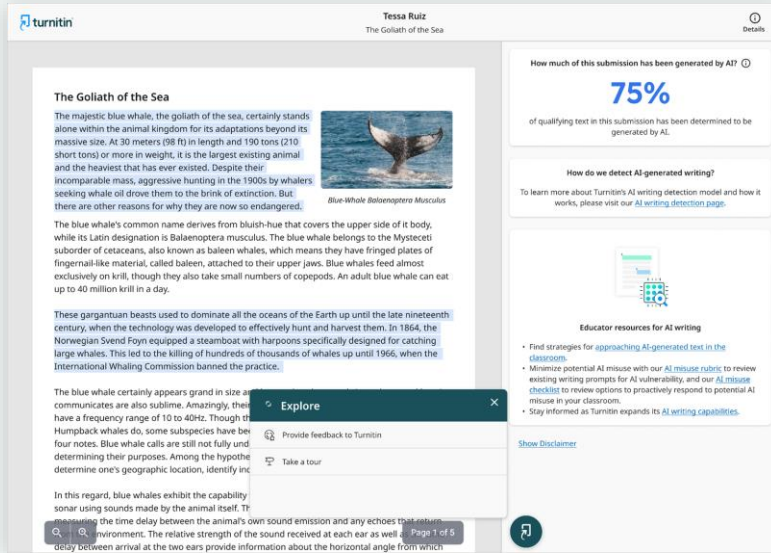 turnitin
Tessa Ruiz
The Goliath of the Sea
Details
The Goliath of the Sea
The majestic blue whale, the goliath of the sea, certainly stands
alone within the animal kingdom for its adaptations beyond its
massive size. At 30 meters (98 ft) in length and 190 tons (210
short tons) or more in weight, it is the largest existing animal
and the heaviest that has ever existed. Despite their
incomparable mass, aggressive hunting in the 1900s by whalers
seeking whale oil drove them to the brink of extinction. But
there are other reasons for why they are now so endangered.
Blue-Whale Balaenoptera Musculus
The blue whale's common name derives from bluish-hue that covers the upper side of it body,
while its Latin designation is Balaenoptera musculus. The blue whale belongs to the Mysteceti
suborder of cetaceans, also known as baleen whales, which means they have fringed plates of
fingernail-like material, called baleen, attached to their upper jaws. Blue whales feed almost
exclusively on krill, though they also take small numbers of copepods. An adult blue whale can eat
up to 40 million krill in a day.
These gargantuan beasts used to dominate all the oceans of the Earth up until the late nineteenth
century, when the technology was developed to effectively hunt and harvest them. In 1864, the
Norwegian Svend Foyn equipped a steamboat with harpoons specifically designed for catching
large whales. This led to the killing of hundreds of thousands of whales up until 1966, when the
International Whaling Commission banned the practice.
The blue whale certainly appears grand in size
communicates are also sublime. Amazingly, their
have a frequency range of 10 to 40Hz. Though
Humpback whales do, some subspecies have
four notes. Blue whale calls are still not fully
determining their purposes. Among the
determine one's geographic location, identify
In this regard, blue whales exhibit the capability
sonar using sounds made by the animal itself.
measuring the time delay between the animal's own sound emission and any echoes that return
environment. The relative strength of the sound received at each ear as well
delay between arrival at the two ears provide information about the horizontal angle from which
Explore
Provide feedback to Turnitin
Take a tour
Page 1 of 5
How much of this submission has been generated by AI?
75%
of qualifying text in this submission has been determined to be
generated by AI.
How do we detect AI-generated writing?
To learn more about Turnitin's AI writing detection model and how it
works, please visit our AI writing detection page.
Educator resources for AI writing
• Find strategies for approaching AI-generated text in the
classroom.
• Minimize potential AI misuse with our AI misuse rubric to review
existing writing prompts for AI vulnerability, and our AI misuse
checklist to review options to proactively respond to potential AI
misuse in your classroom.
• Stay informed as Turnitin expands its AI writing capabilities.
Show Disclaimer